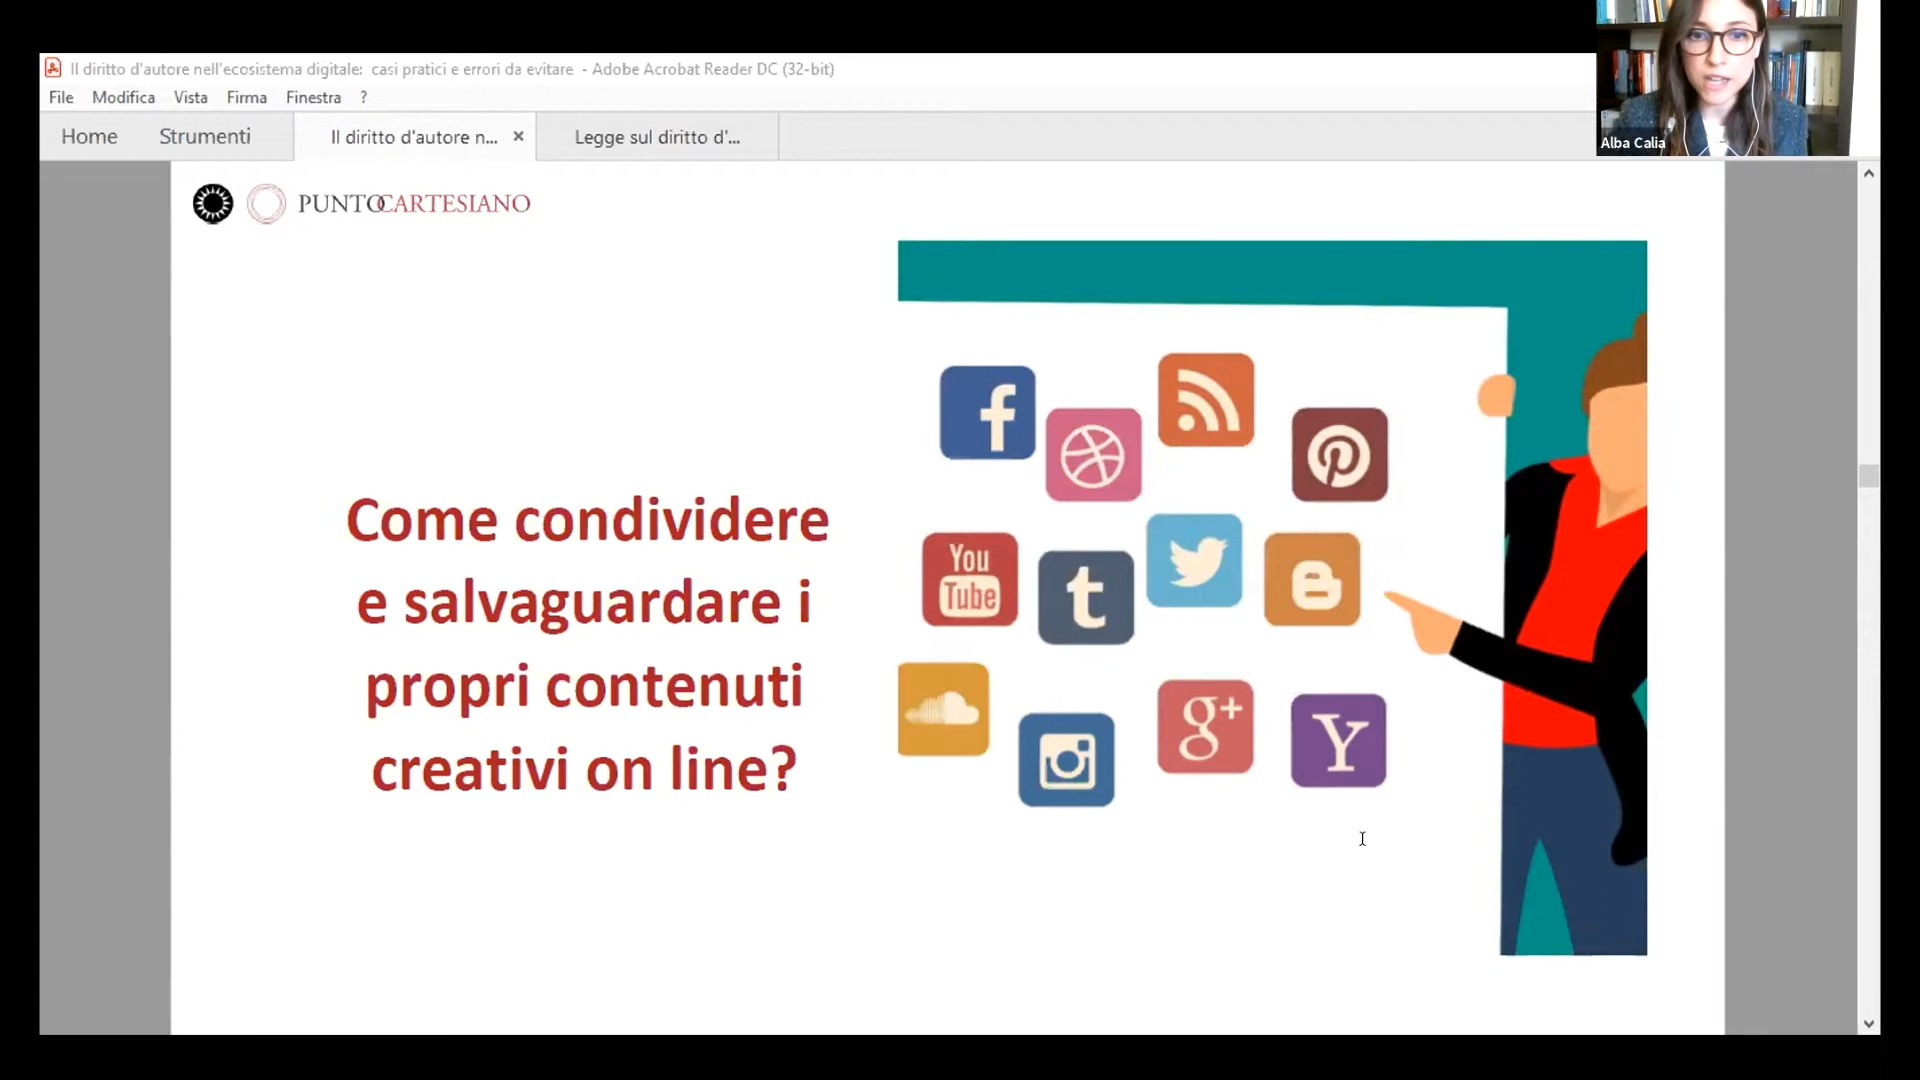 Il diritto d'autore nell'ecosistema digitale: casi pratici e errori da evitare - Adobe Acrobat Reader DC (32-bit)
File Modifica Vista Firma Finestra ?
Home Strumenti Il diritto d'autore n... × Legge sul diritto d'...
Alba Calia
PUNTOCARTESIANO
Come condividere
e salvaguardare i
propri contenuti
creativi on line?
f
You
Tube
t
B
g+
Y